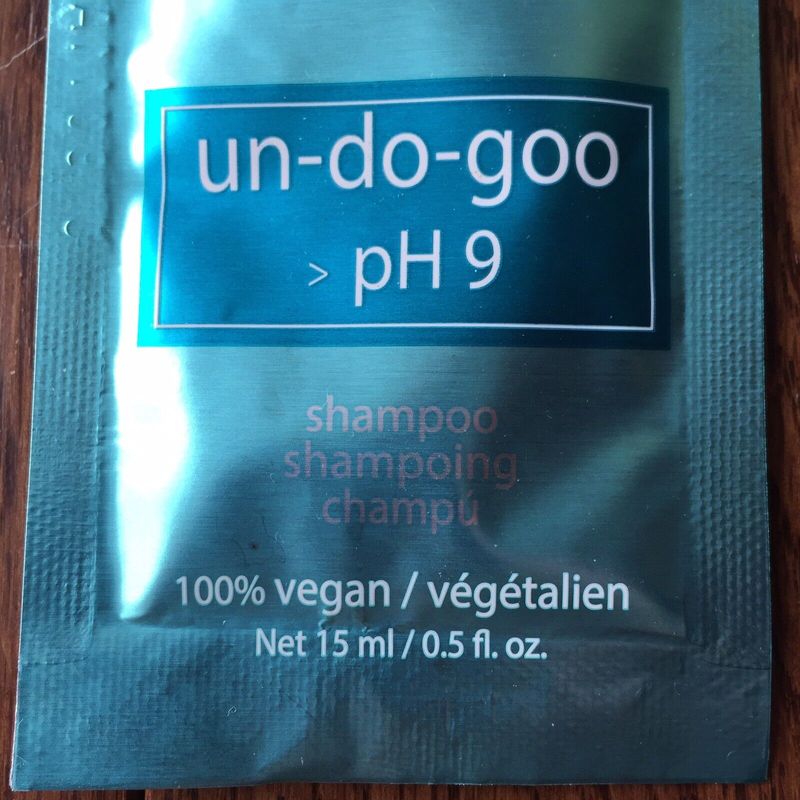 un-do-goo
> pH 9
shampoo
shampoing
champú
100% vegan / végétalien
Net 15 ml / 0.5 fl. oz.